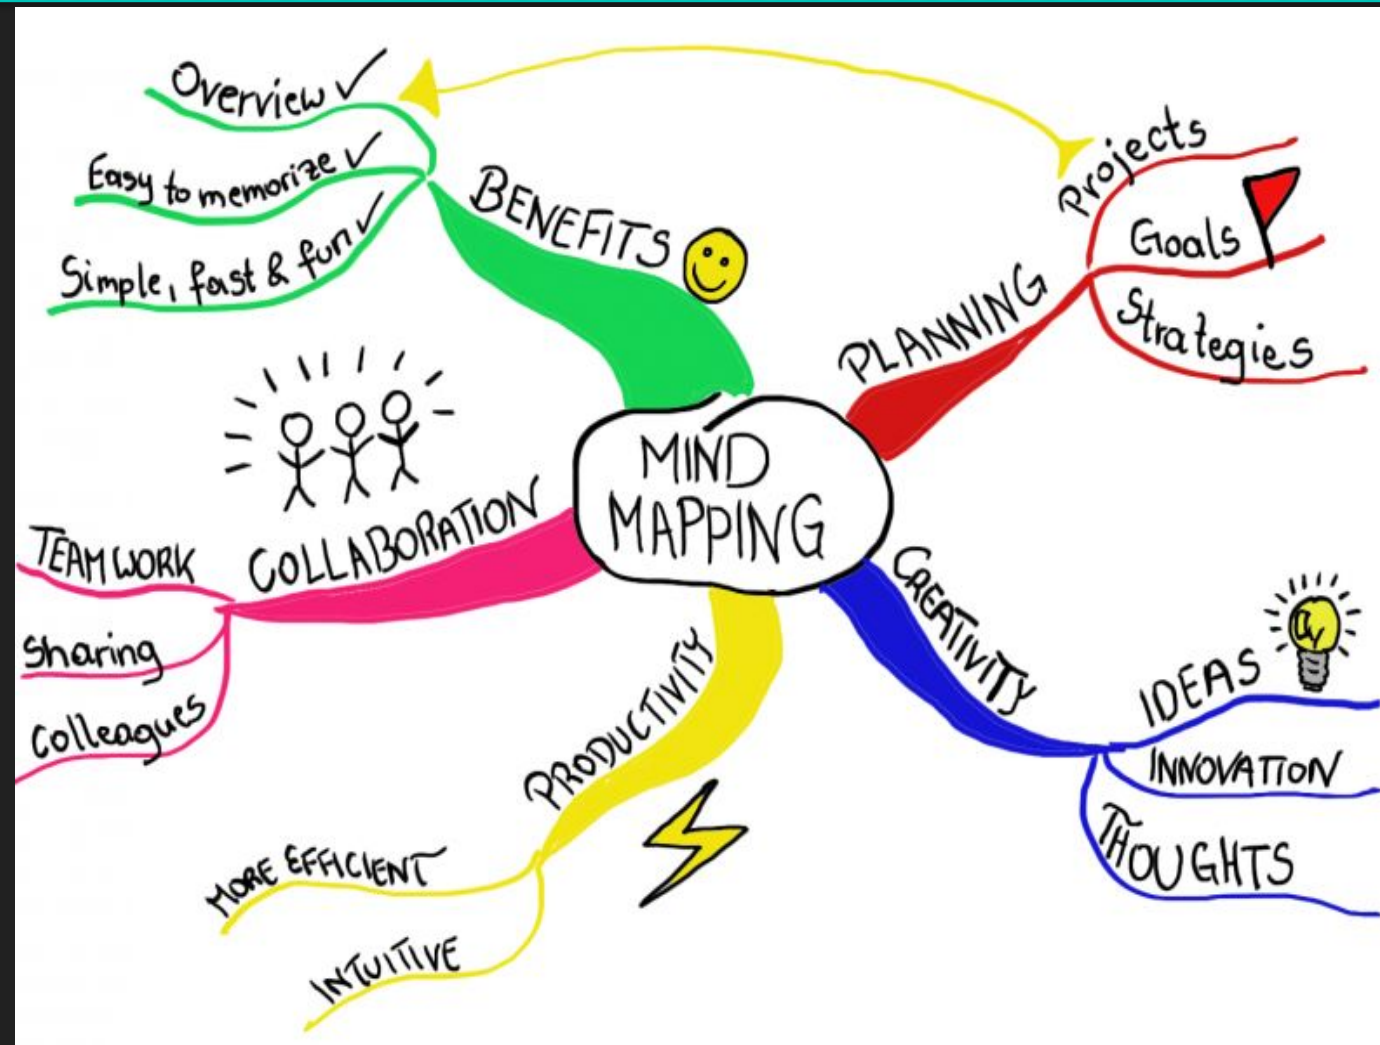 Overview
Easy to memorize
Simple, fast & fun
BENEFITS
Projects
Goals
Strategies
PLANNING
MIND
MAPPING
COLLABORATION
TEAMWORK
Sharing
Colleagues
CREATIVITY
IDEAS
INNOVATION
THOUGHTS
PRODUCTIVITY
MORE EFFICIENT
INTUITIVE